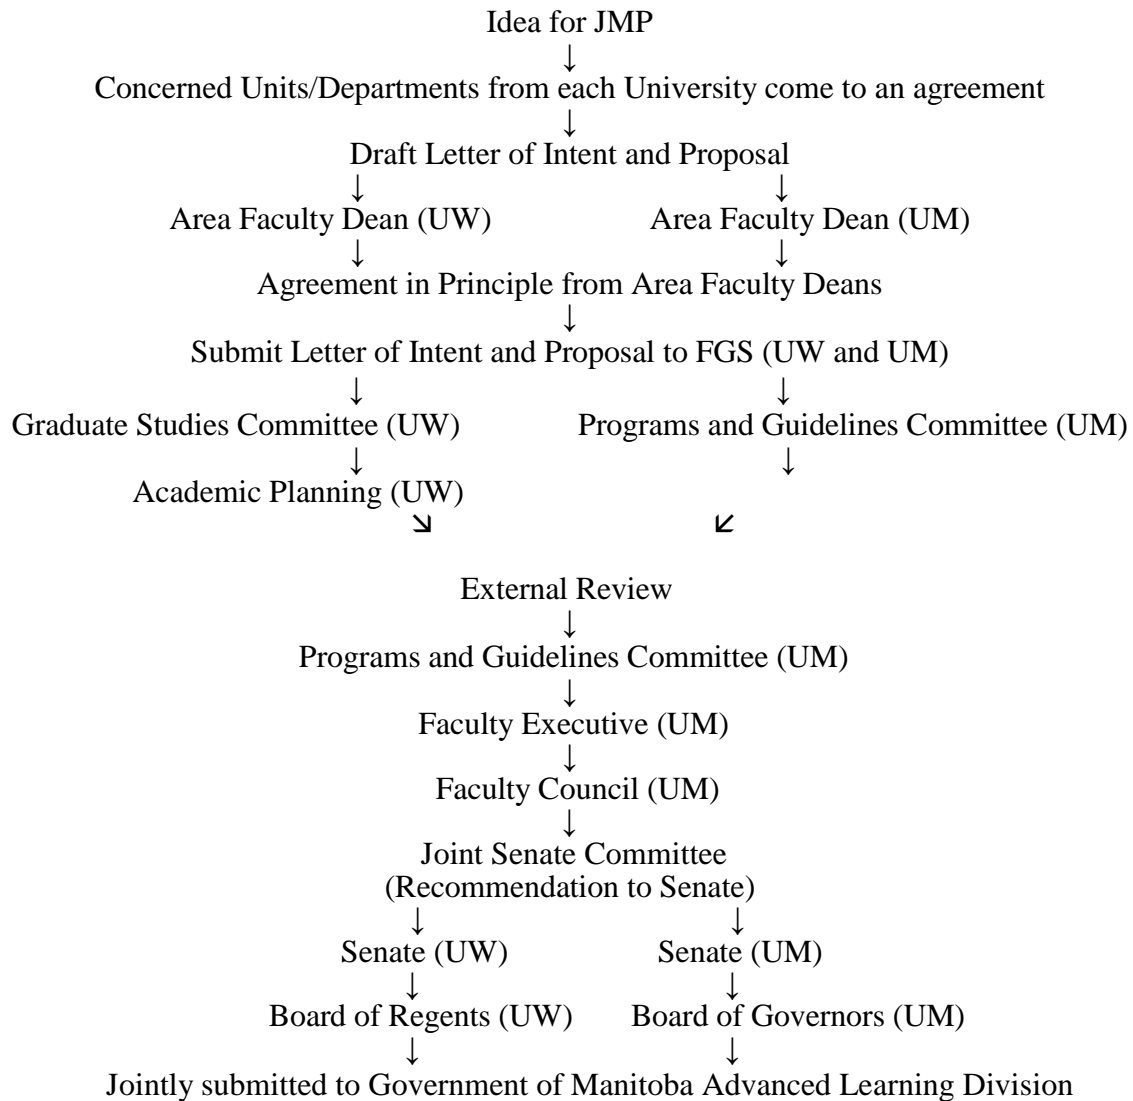 Idea for JMP
↓
Concerned Units/Departments from each University come to an agreement
↓
Draft Letter of Intent and Proposal
↓ ↓
Area Faculty Dean (UW) Area Faculty Dean (UM)
↓ ↓
Agreement in Principle from Area Faculty Deans
↓
Submit Letter of Intent and Proposal to FGS (UW and UM)
↓ ↓
Graduate Studies Committee (UW) Programs and Guidelines Committee (UM)
↓ ↓
Academic Planning (UW)
↘ ↙
External Review
↓
Programs and Guidelines Committee (UM)
↓
Faculty Executive (UM)
↓
Faculty Council (UM)
↓
Joint Senate Committee
(Recommendation to Senate)
↓ ↓
Senate (UW) Senate (UM)
↓ ↓
Board of Regents (UW) Board of Governors (UM)
↓ ↓
Jointly submitted to Government of Manitoba Advanced Learning Division